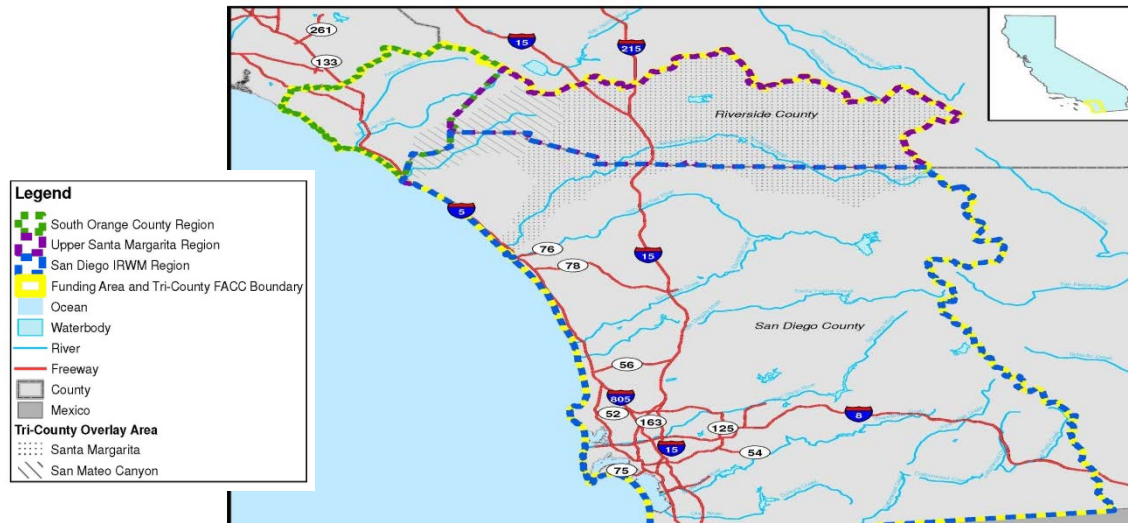 261
133
15
215
Riverside County
Legend
South Orange County Region
Upper Santa Margarita Region
San Diego IRWM Region
Funding Area and Tri-County FACC Boundary
Ocean
Waterbody
River
Freeway
County
Mexico
Tri-County Overlay Area
Santa Margarita
San Mateo Canyon
5
76
78
15
San Diego County
56
805
52
163
125
8
15
54
75